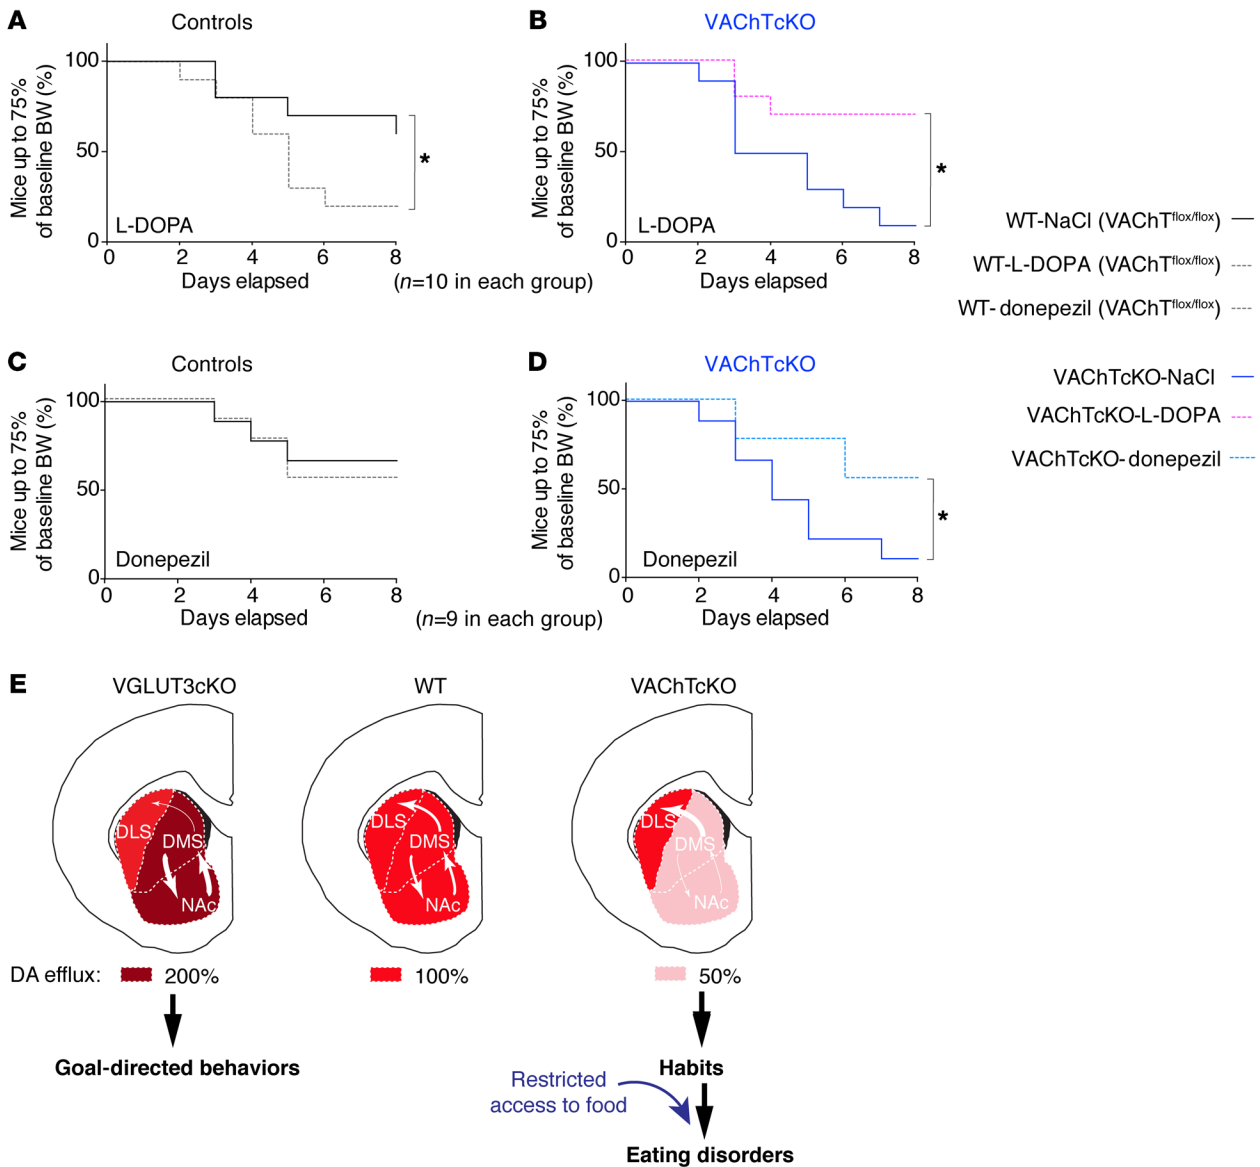 A
Controls
Mice up to 75%
of baseline BW (%)
100
50
0
L-DOPA
0 2 4 6 8
Days elapsed
B
VAChTcKO
Mice up to 75%
of baseline BW (%)
100
50
0
L-DOPA
0 2 4 6 8
Days elapsed
*
*
(n=10 in each group)
WT-NaCl (VAChTflox/flox)
WT-L-DOPA (VAChTflox/flox)
WT- donepezil (VAChTflox/flox)
VAChTcKO-NaCl
VAChTcKO-L-DOPA
VAChTcKO- donepezil
C
Controls
Mice up to 75%
of baseline BW (%)
100
50
0
Donepezil
0 2 4 6 8
Days elapsed
D
VAChTcKO
Mice up to 75%
of baseline BW (%)
100
50
0
Donepezil
0 2 4 6 8
Days elapsed
*
(n=9 in each group)
E
VGLUT3cKO
WT
VAChTcKO
DLS
DMS
NAc
DLS
DMS
NAc
DLS
DMS
NAc
DA efflux: 200% 100% 50%
Goal-directed behaviors
Habits
Restricted
access to food
Eating disorders